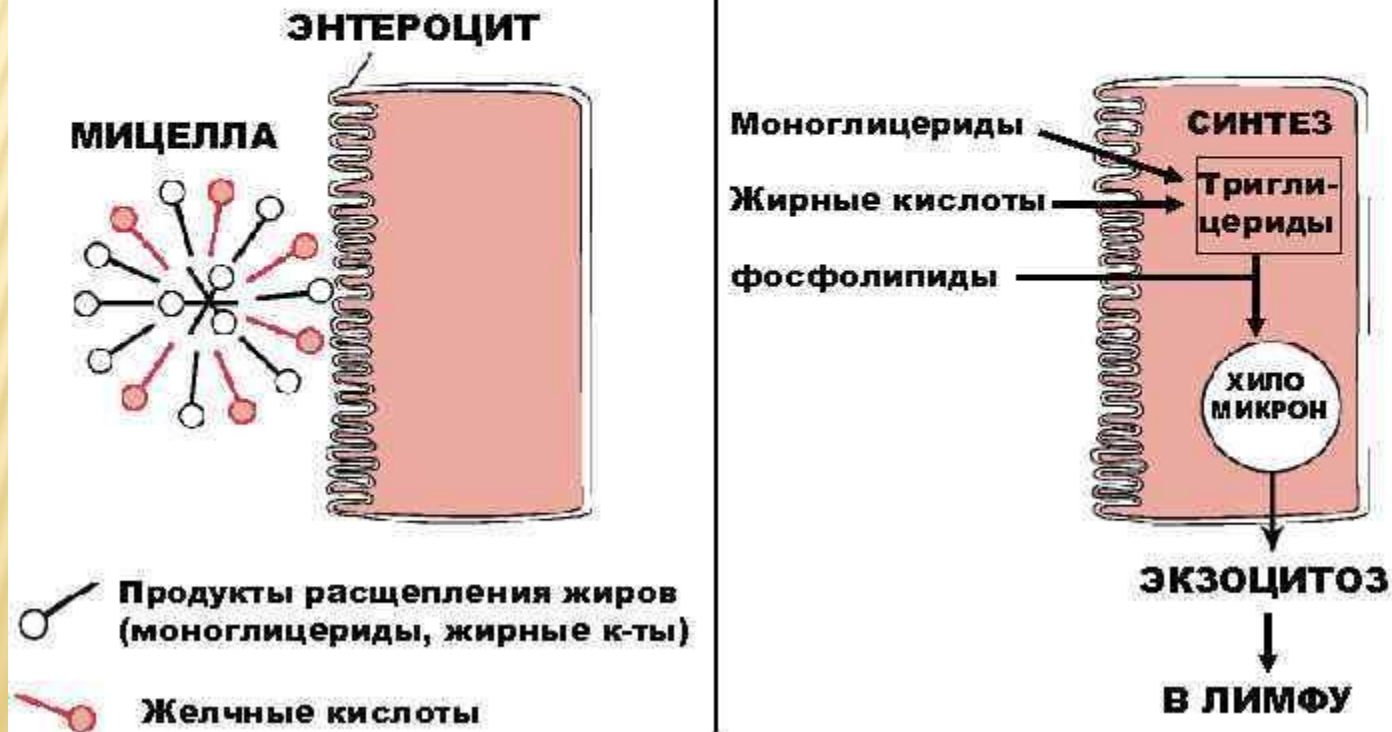 ЭНТЕРОЦИТ
МИЦЕЛЛА
Продукты расщепления жиров
(моноглицериды, жирные к-ты)
Желчные кислоты
Моноглицериды
Жирные кислоты
фосфолипиды
СИНТЕЗ
Тригли-
цериды
ХИЛО
МИКРОН
ЭКЗОЦИТОЗ
В ЛИМФУ